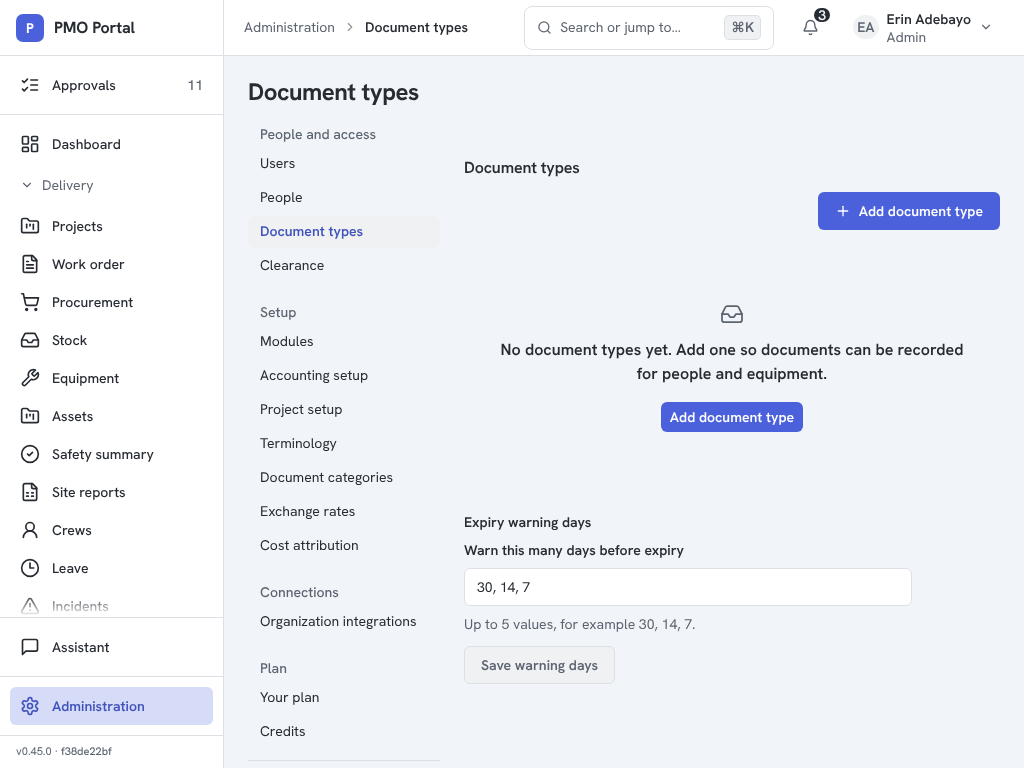 P PMO Portal
Administration > Document types
Search or jump to...
⌘K
3
EA
Erin Adebayo
Admin
Approvals 11
Dashboard
Delivery
Projects
Work order
Procurement
Stock
Equipment
Assets
Safety summary
Site reports
Crews
Leave
Incidents
Assistant
Administration
v0.45.0 · f38de22bf
Document types
People and access
Users
People
Document types
Clearance
Setup
Modules
Accounting setup
Project setup
Terminology
Document categories
Exchange rates
Cost attribution
Connections
Organization integrations
Plan
Your plan
Credits
Document types
+ Add document type
No document types yet. Add one so documents can be recorded
for people and equipment.
Add document type
Expiry warning days
Warn this many days before expiry
30, 14, 7
Up to 5 values, for example 30, 14, 7.
Save warning days